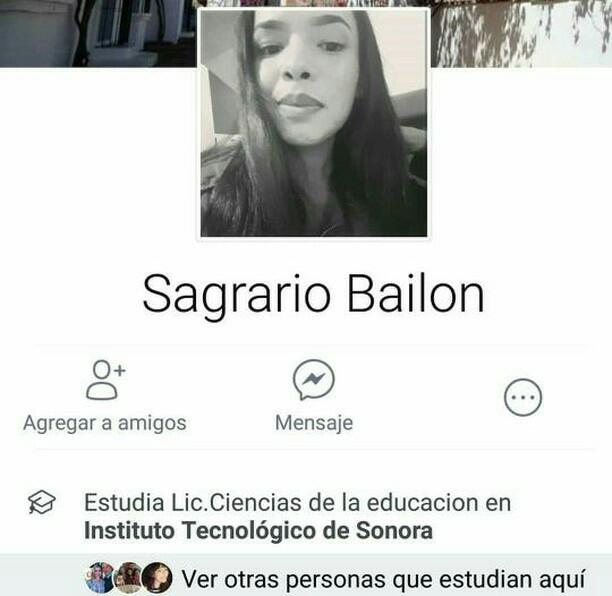 Sagrario Bailon
Agregar a amigos
Mensaje
Estudia Lic.Ciencias de la educacion en
Instituto Tecnológico de Sonora
Ver otras personas que estudian aquí